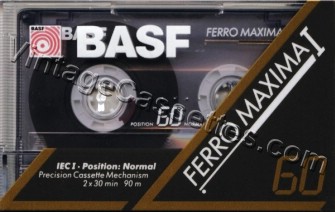 BASF
BASF
FERRO MAXIMA I
POSITION
60
IEC I - Position: Normal
Precision Cassette Mechanism
2 x 30 min 90 m
FERRO MAXIMA I
60
Vintagecassettes.com